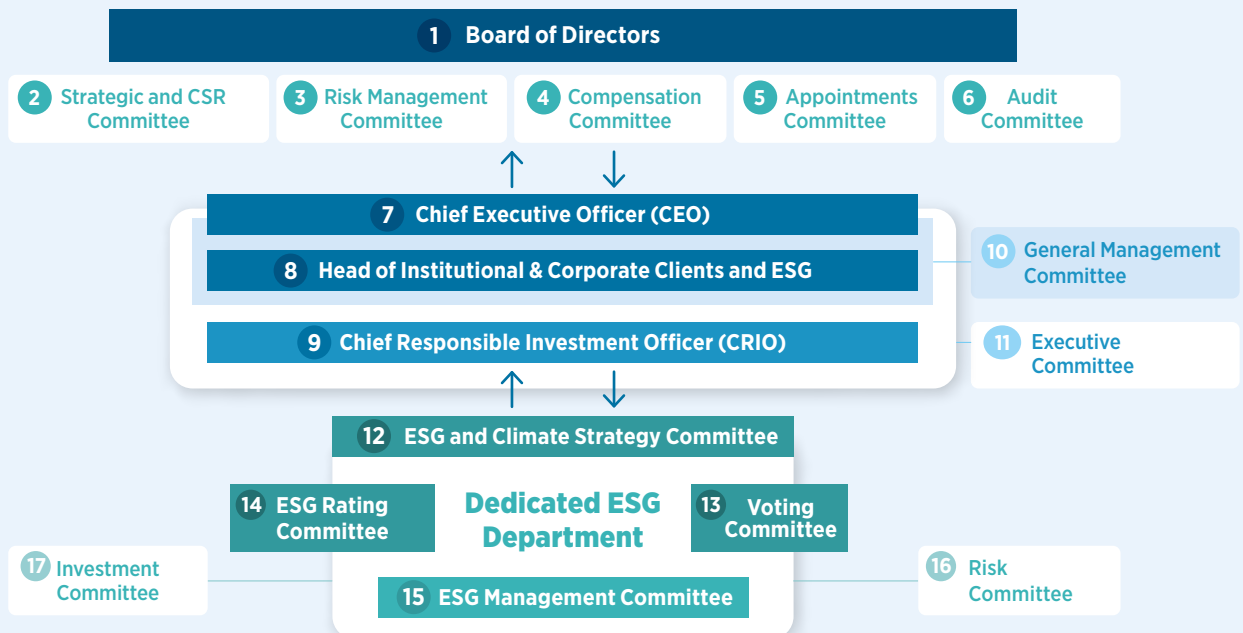 1 Board of Directors
2 Strategic and CSR
Committee
3 Risk Management
Committee
4 Compensation
Committee
5 Appointments
Committee
6 Audit
Committee
7 Chief Executive Officer (CEO)
8 Head of Institutional & Corporate Clients and ESG
10 General Management
Committee
9 Chief Responsible Investment Officer (CRIO)
11 Executive
Committee
12 ESG and Climate Strategy Committee
14 ESG Rating
Committee
Dedicated ESG
Department
13 Voting
Committee
17 Investment
Committee
15 ESG Management Committee
16 Risk
Committee